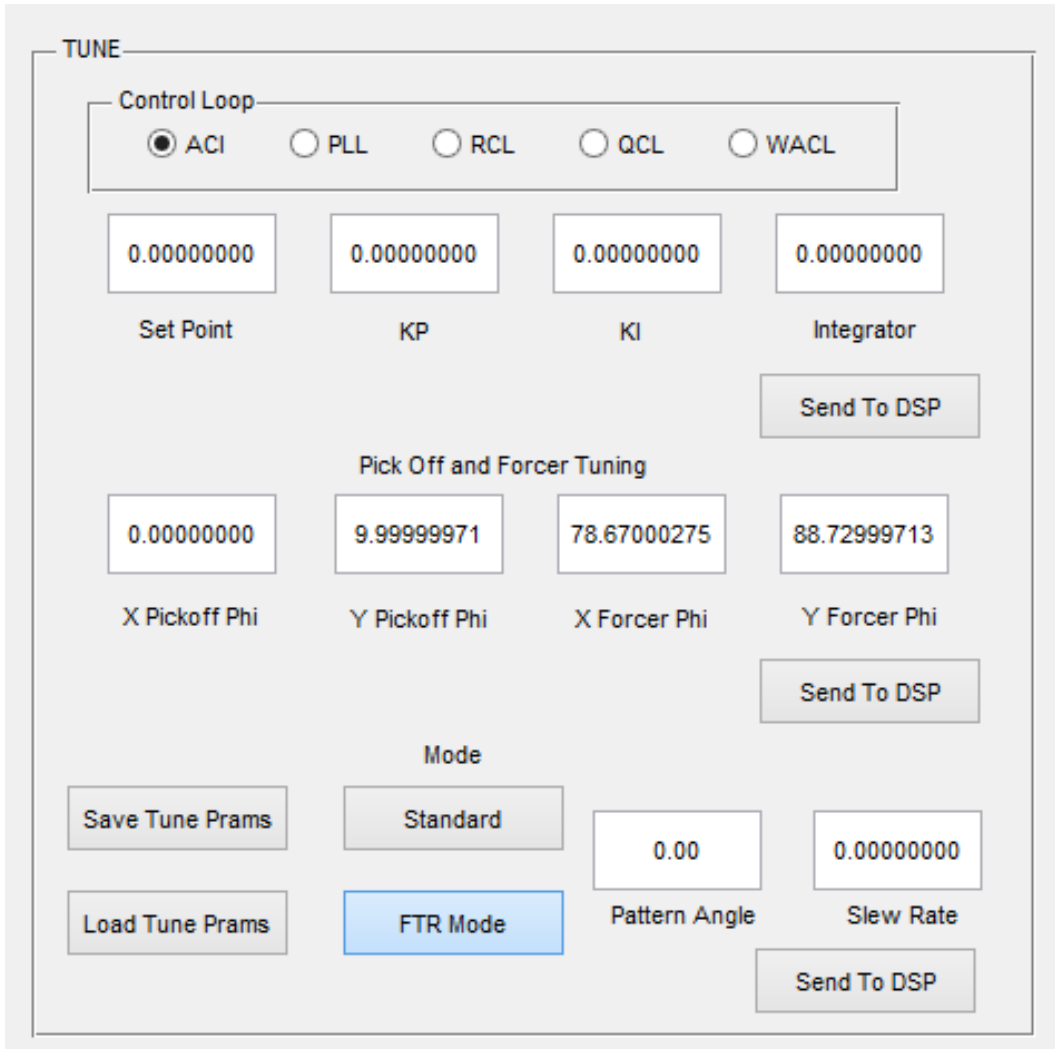 TUNE
Control Loop
ACI PLL RCL QCL WACL
0.00000000 0.00000000 0.00000000 0.00000000
Set Point KP KI Integrator
Send To DSP
Pick Off and Forcer Tuning
0.00000000 9.99999971 78.67000275 88.72999713
X Pickoff Phi Y Pickoff Phi X Forcer Phi Y Forcer Phi
Send To DSP
Mode
Save Tune Prams Standard
0.00 0.00000000
Load Tune Prams FTR Mode Pattern Angle Slew Rate
Send To DSP